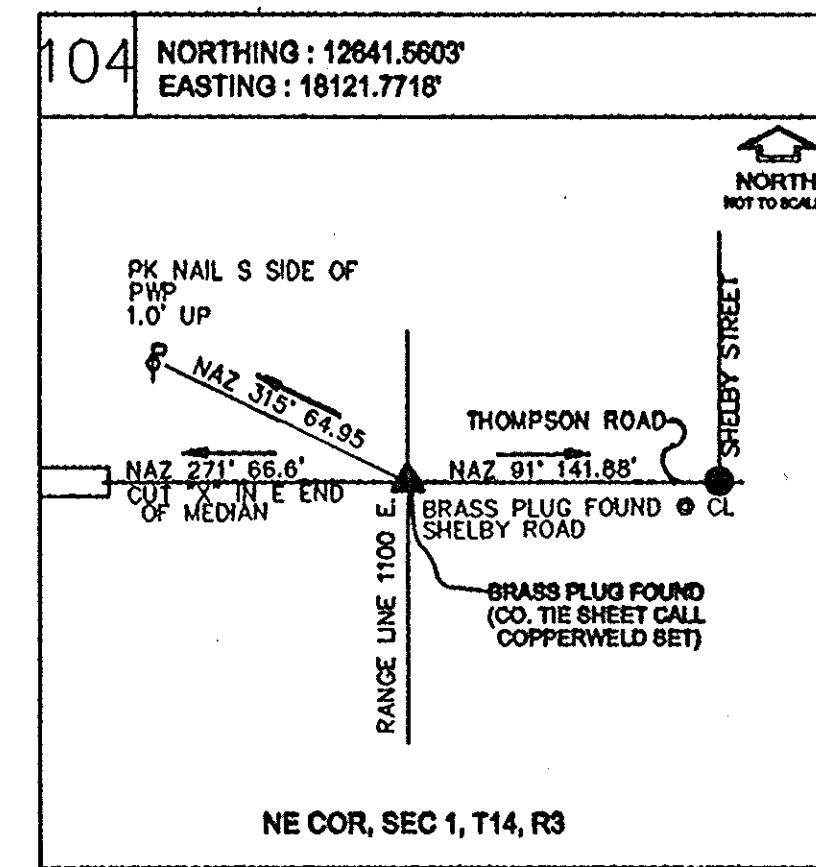 104
NORTHING : 12641.5603'
EASTING : 18121.7718'
NORTH
NOT TO SCALE
PK NAIL S SIDE OF
PWP
1.0' UP
NAZ 315° 64.95
SHELBY STREET
THOMPSON ROAD
NAZ 271° 66.6'
CUT "X" IN E END
OF MEDIAN
NAZ 91° 141.88'
BRASS PLUG FOUND @ CL
SHELBY ROAD
RANGE LINE 1100 E.
BRASS PLUG FOUND
(CO. TIE SHEET CALL
COPPERWELD SET)
NE COR, SEC 1, T14, R3